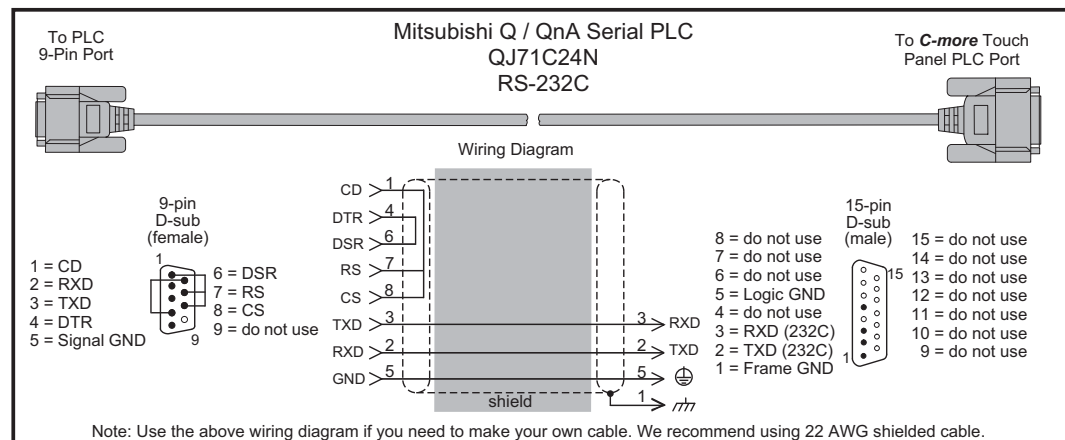 To PLC
9-Pin Port
Mitsubishi Q / QnA Serial PLC
QJ71C24N
RS-232C
To C-more Touch
Panel PLC Port
Wiring Diagram
9-pin
D-sub
(female)
1
9
1 = CD
2 = RXD
3 = TXD
4 = DTR
5 = Signal GND
6 = DSR
7 = RS
8 = CS
9 = do not use
CD 1
DTR 4
DSR 6
RS 7
CS 8
TXD 3
RXD 2
GND 5
shield
3 RXD
2 TXD
5
1
8 = do not use
7 = do not use
6 = do not use
5 = Logic GND
4 = do not use
3 = RXD (232C)
2 = TXD (232C)
1 = Frame GND
15-pin
D-sub
(male)
15
1
15 = do not use
14 = do not use
13 = do not use
12 = do not use
11 = do not use
10 = do not use
9 = do not use
Note: Use the above wiring diagram if you need to make your own cable. We recommend using 22 AWG shielded cable.